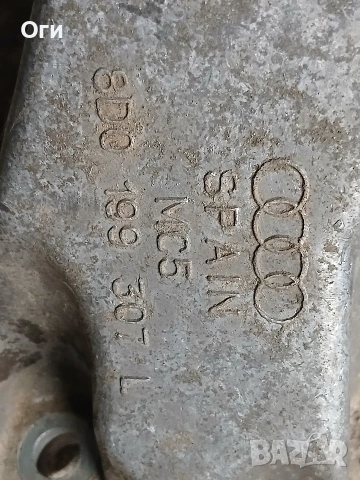 Оги
8D0 199 307 L
MC5
SPAIN
BAZAR